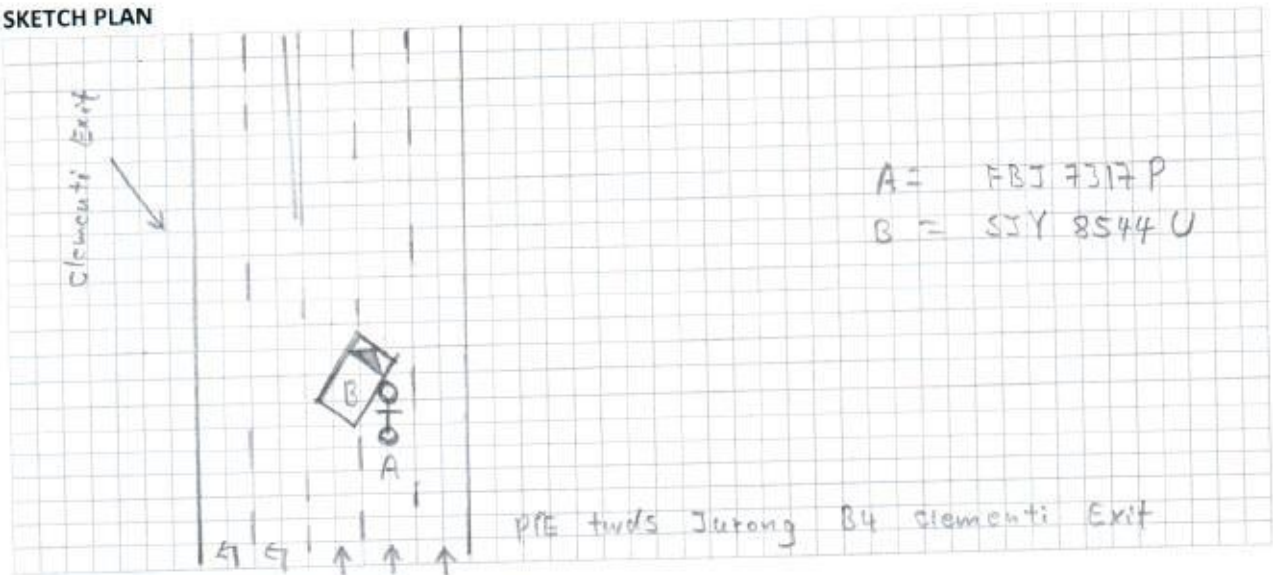 SKETCH PLAN
Clementi Exit
A = FBJ 7317 P
B = SJY 8544 U
B
A
PIE twds Jurong B4 Clementi Exit